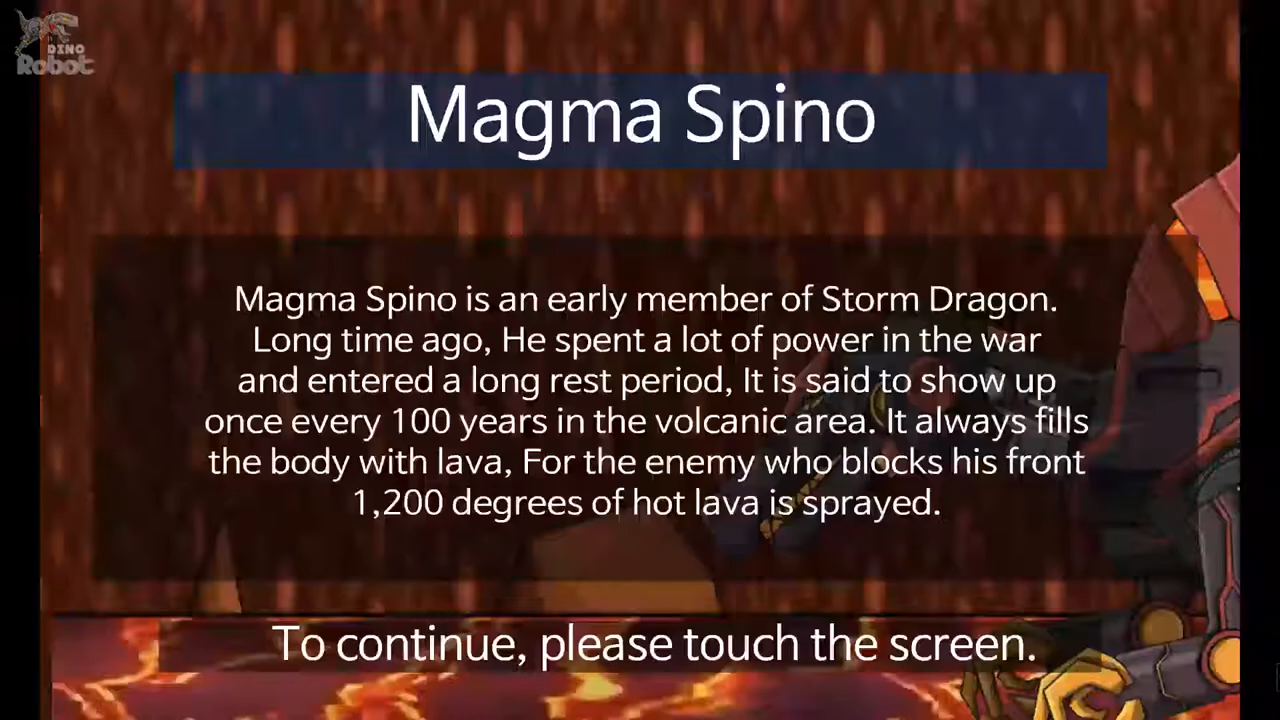 DINO
Robot
Magma Spino
Magma Spino is an early member of Storm Dragon.
Long time ago, He spent a lot of power in the war
and entered a long rest period, It is said to show up
once every 100 years in the volcanic area. It always fills
the body with lava, For the enemy who blocks his front
1,200 degrees of hot lava is sprayed.
To continue, please touch the screen.